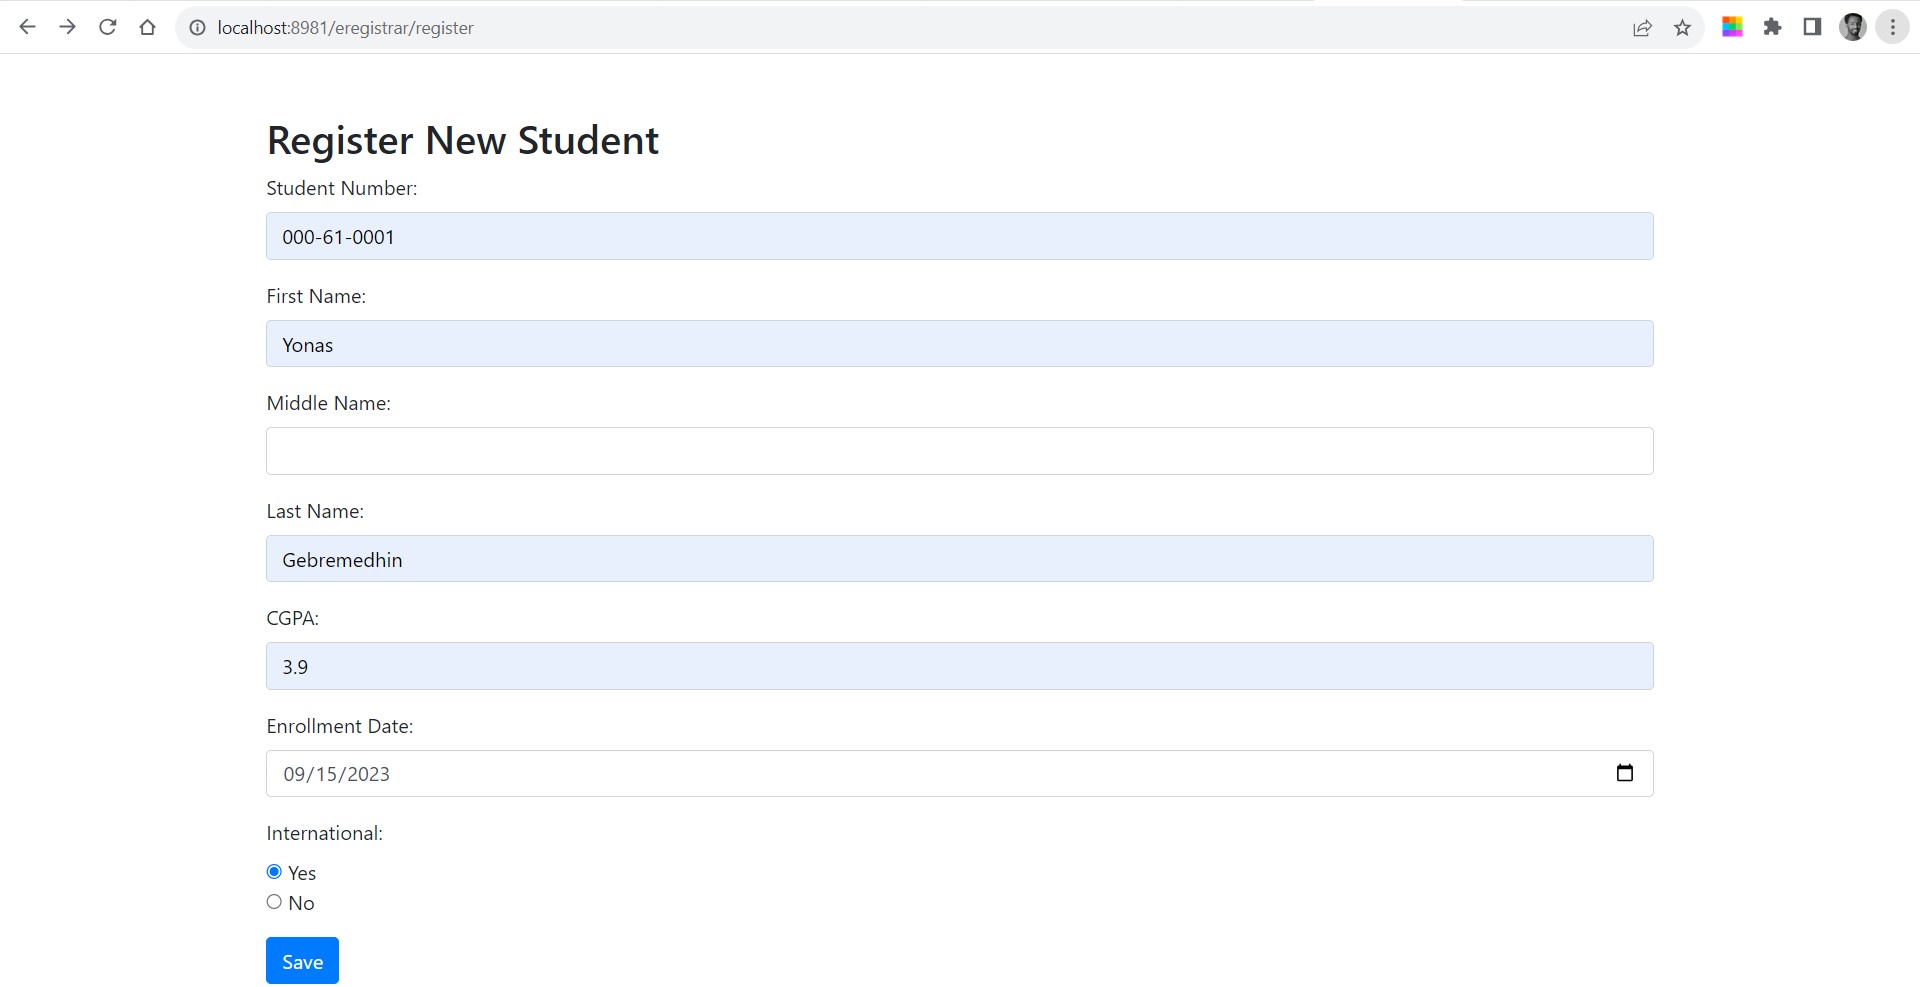 localhost:8981/eregistrar/register
Register New Student
Student Number:
000-61-0001
First Name:
Yonas
Middle Name:
Last Name:
Gebremedhin
CGPA:
3.9
Enrollment Date:
09/15/2023
International:
Yes
No
Save